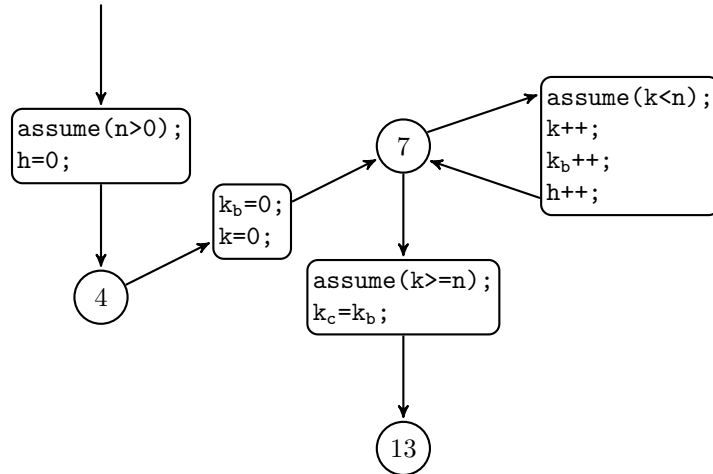 assume(n>0);
h=0;
4
k_b=0;
k=0;
7
assume(k<n);
k++;
k_b++;
h++;
assume(k>=n);
k_c=k_b;
13